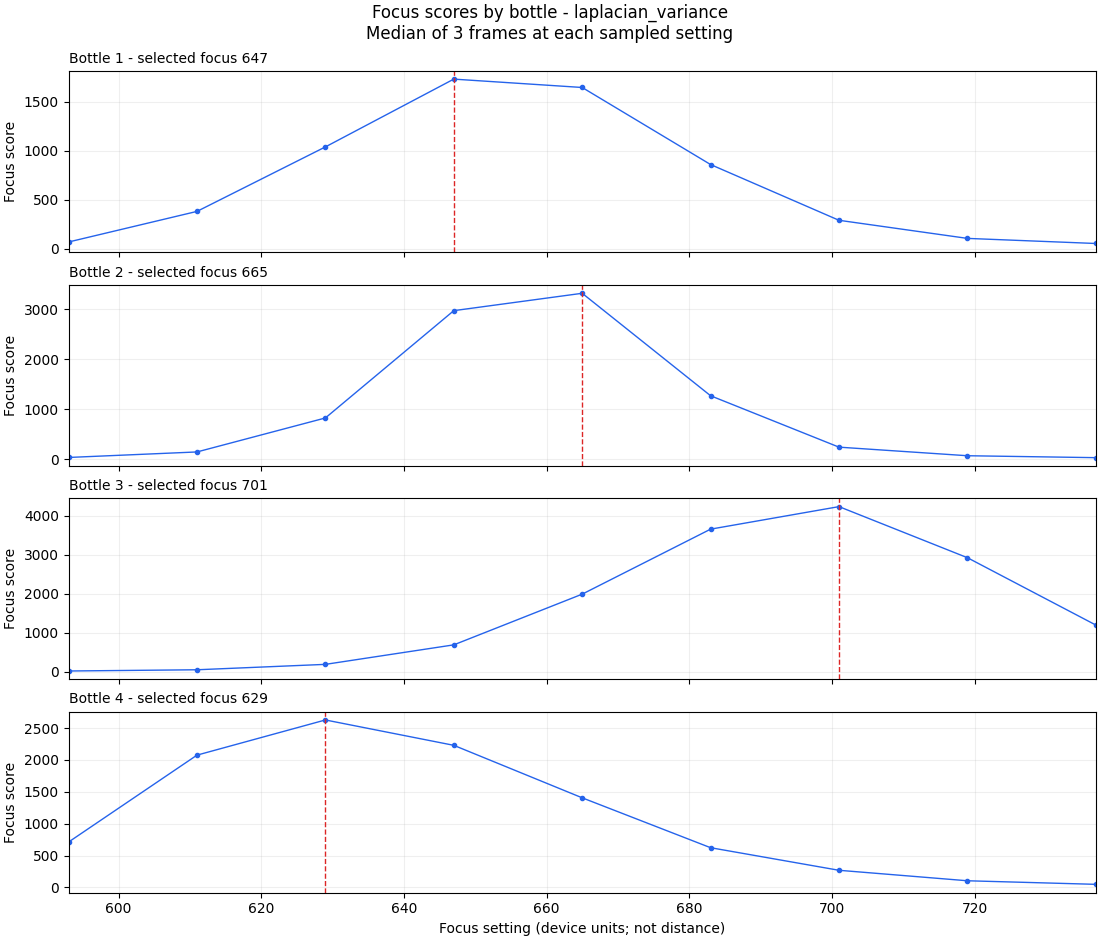 Focus scores by bottle - laplacian_variance
Median of 3 frames at each sampled setting
Bottle 1 - selected focus 647
Focus score
1500
1000
500
0
Bottle 2 - selected focus 665
Focus score
3000
2000
1000
0
Bottle 3 - selected focus 701
Focus score
4000
3000
2000
1000
0
Bottle 4 - selected focus 629
Focus score
2500
2000
1500
1000
500
0
600 620 640 660 680 700 720
Focus setting (device units; not distance)